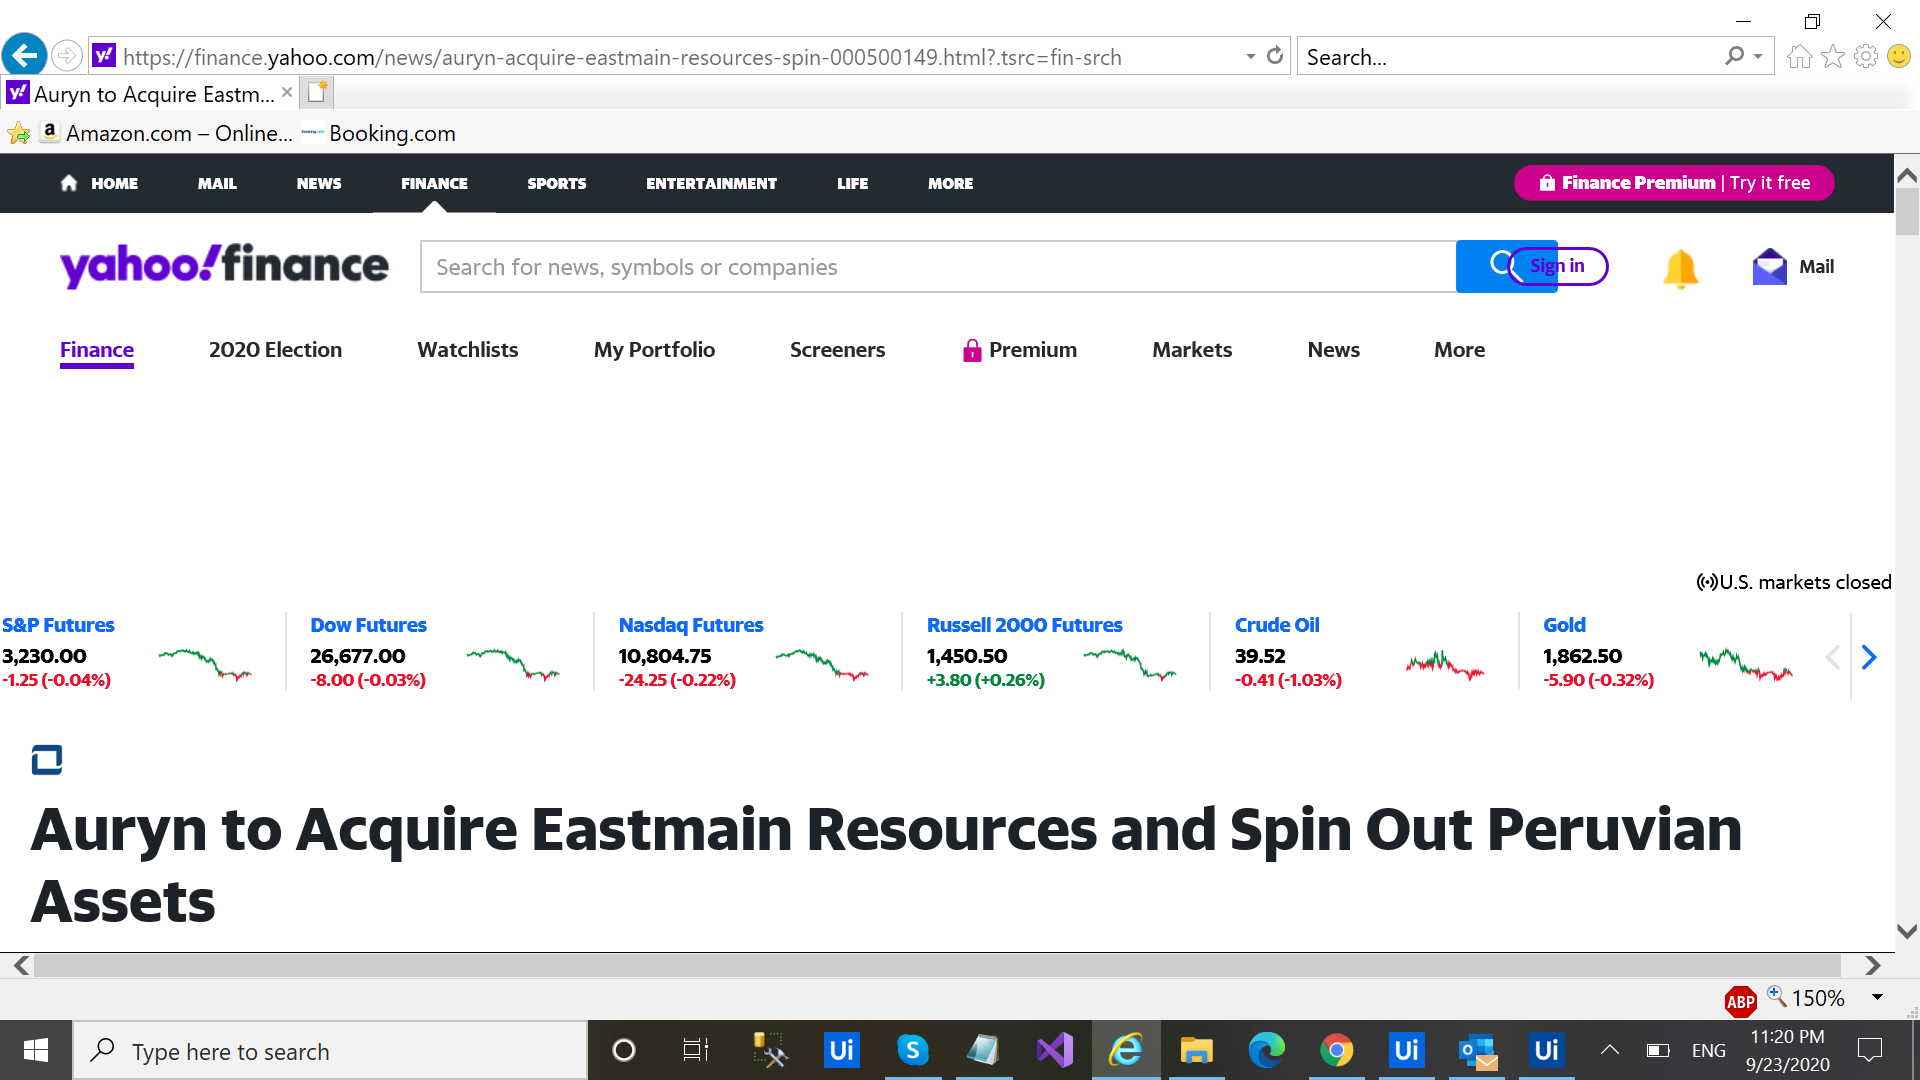 https://finance.yahoo.com/news/auryn-acquire-eastmain-resources-spin-000500149.html?.tsrc=fin-srch
Search...
Auryn to Acquire Eastm...
Amazon.com – Online...
Booking.com
HOME
MAIL
NEWS
FINANCE
SPORTS
ENTERTAINMENT
LIFE
MORE
Finance Premium | Try it free
yahoo!finance
Search for news, symbols or companies
Sign in
Mail
Finance
2020 Election
Watchlists
My Portfolio
Screeners
Premium
Markets
News
More
U.S. markets closed
S&P Futures
3,230.00
-1.25 (-0.04%)
Dow Futures
26,677.00
-8.00 (-0.03%)
Nasdaq Futures
10,804.75
-24.25 (-0.22%)
Russell 2000 Futures
1,450.50
+3.80 (+0.26%)
Crude Oil
39.52
-0.41 (-1.03%)
Gold
1,862.50
-5.90 (-0.32%)
Auryn to Acquire Eastmain Resources and Spin Out Peruvian
Assets
ABP
150%
Type here to search
Ui
S
Ui
Ui
ENG
11:20 PM
9/23/2020